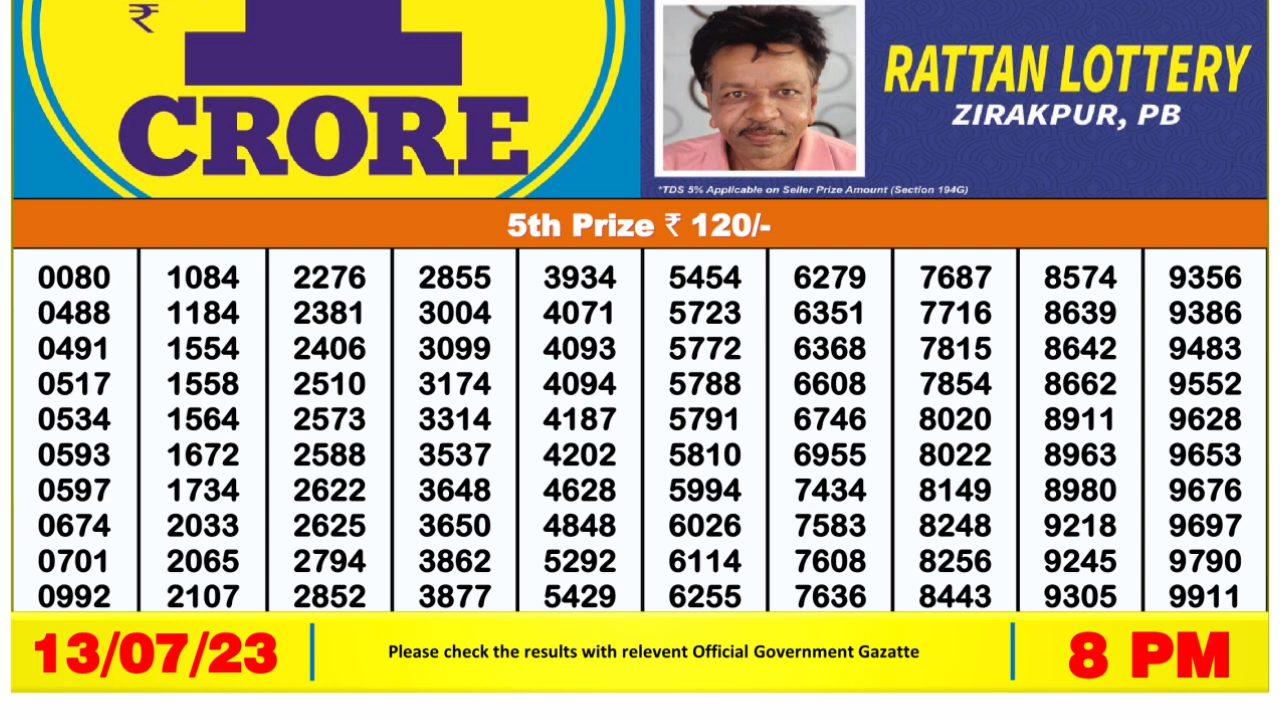 ₹
1
CRORE
RATTAN LOTTERY
ZIRAKPUR, PB
*TDS 5% Applicable on Seller Prize Amount (Section 194G)
5th Prize ₹ 120/-
0080 1084 2276 2855 3934 5454 6279 7687 8574 9356
0488 1184 2381 3004 4071 5723 6351 7716 8639 9386
0491 1554 2406 3099 4093 5772 6368 7815 8642 9483
0517 1558 2510 3174 4094 5788 6608 7854 8662 9552
0534 1564 2573 3314 4187 5791 6746 8020 8911 9628
0593 1672 2588 3537 4202 5810 6955 8022 8963 9653
0597 1734 2622 3648 4628 5994 7434 8149 8980 9676
0674 2033 2625 3650 4848 6026 7583 8248 9218 9697
0701 2065 2794 3862 5292 6114 7608 8256 9245 9790
0992 2107 2852 3877 5429 6255 7636 8443 9305 9911
13/07/23
Please check the results with relevent Official Government Gazatte
8 PM